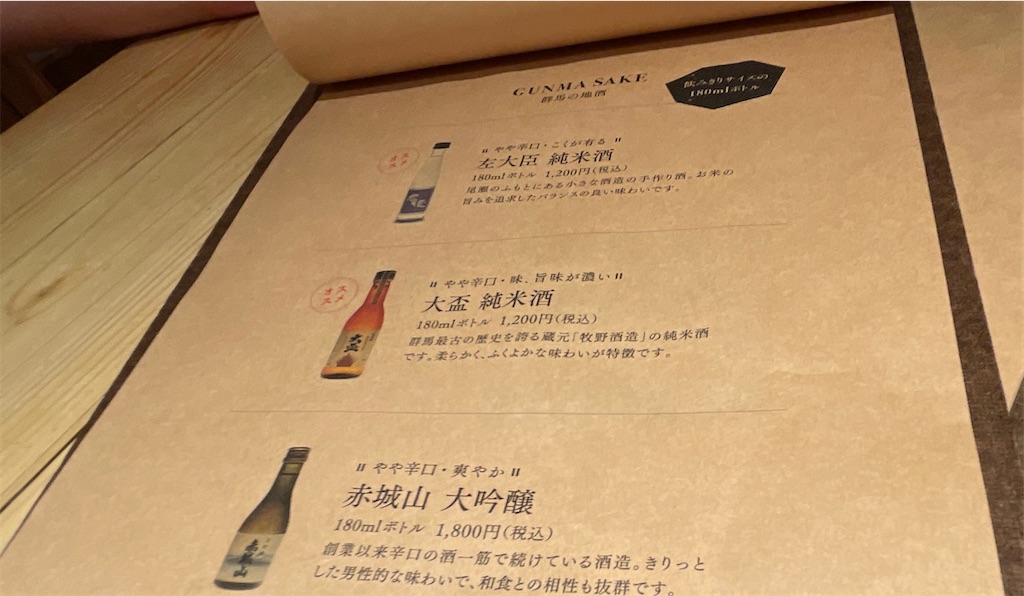 GUNMA SAKE
群馬の地酒
飲みきりサイズの
180mlボトル
オススメ
"やや辛口・こくが有る"
左大臣 純米酒
180mlボトル 1,200円(税込)
尾瀬のふもとにある小さな酒造の手作り酒。お米の
旨みを追求したバランスの良い味わいです。
オススメ
"やや辛口・味、旨味が濃い"
大盃 純米酒
180mlボトル 1,200円(税込)
群馬最古の歴史を誇る蔵元「牧野酒造」の純米酒
です。柔らかく、ふくよかな味わいが特徴です。
大盃
"やや辛口・爽やか"
赤城山 大吟醸
180mlボトル 1,800円(税込)
創業以来辛口の酒一筋で続けている酒造。きりっと
した男性的な味わいで、和食との相性も抜群です。
赤城山